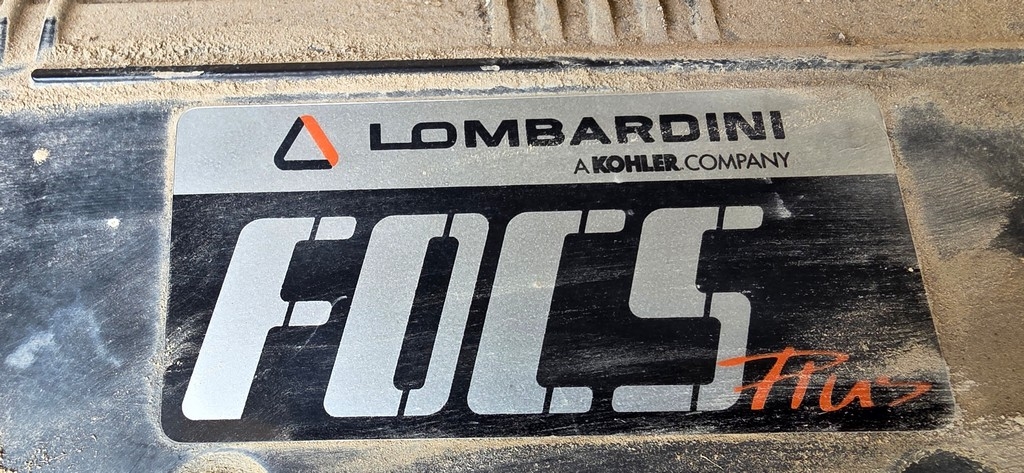 LOMBARDINI
A KOHLER COMPANY
FOCS
Plus